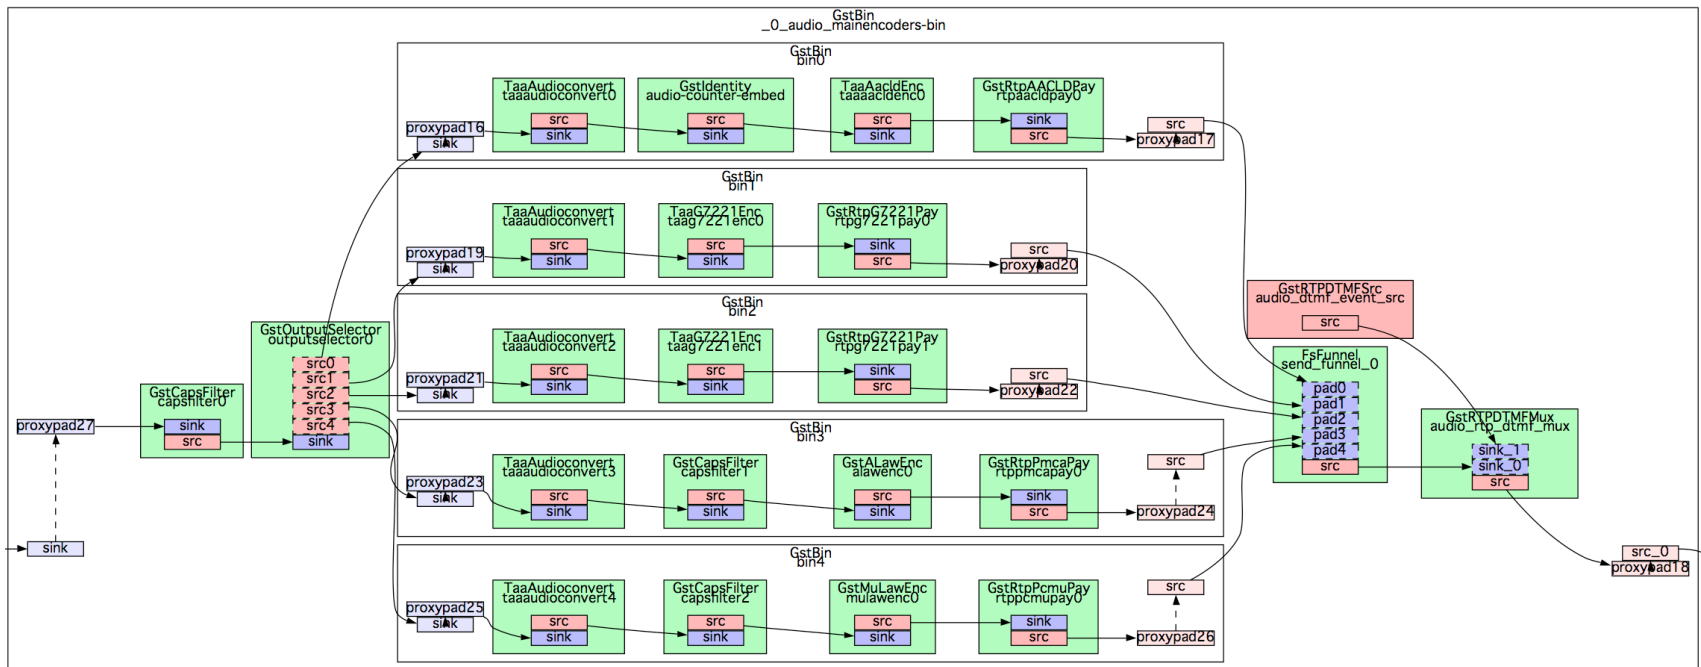 GstBin
_0_audio_mainencoders-bin
GstBin
bin0
TaaAudioconvert
taaaudioconvert0
GstIdentity
audio-counter-embed
TaaAacldEnc
taaaacldenc0
GstRtpAACLDPay
rtpaacldpay0
proxypad16
sink
src
sink
src
sink
src
sink
sink
src
src
proxypad17
GstBin
bin1
TaaAudioconvert
taaaudioconvert1
TaaG7221Enc
taag7221enc0
GstRtpG7221Pay
rtpg7221pay0
proxypad19
sink
src
sink
src
sink
sink
src
src
proxypad20
GstBin
bin2
TaaAudioconvert
taaaudioconvert2
TaaG7221Enc
taag7221enc1
GstRtpG7221Pay
rtpg7221pay1
proxypad21
sink
src
sink
src
sink
sink
src
src
proxypad22
GstBin
bin3
TaaAudioconvert
taaaudioconvert3
GstCapsFilter
capsfilter1
GstALawEnc
alawenc0
GstRtpPmcaPay
rtppmcapay0
proxypad23
sink
src
sink
src
sink
src
sink
sink
src
src
proxypad24
GstBin
bin4
TaaAudioconvert
taaaudioconvert4
GstCapsFilter
capsfilter2
GstMuLawEnc
mulawenc0
GstRtpPcmuPay
rtppcmupay0
proxypad25
sink
src
sink
src
sink
src
sink
sink
src
src
proxypad26
GstOutputSelector
outputselector0
src0
src1
src2
src3
src4
sink
GstCapsFilter
capsfilter0
sink
src
proxypad27
sink
GstRTPDTMFSrc
audio_dtmf_event_src
src
FsFunnel
send_funnel_0
pad0
pad1
pad2
pad3
pad4
src
GstRTPDTMFMux
audio_rtp_dtmf_mux
sink_1
sink_0
src
src_0
proxypad18